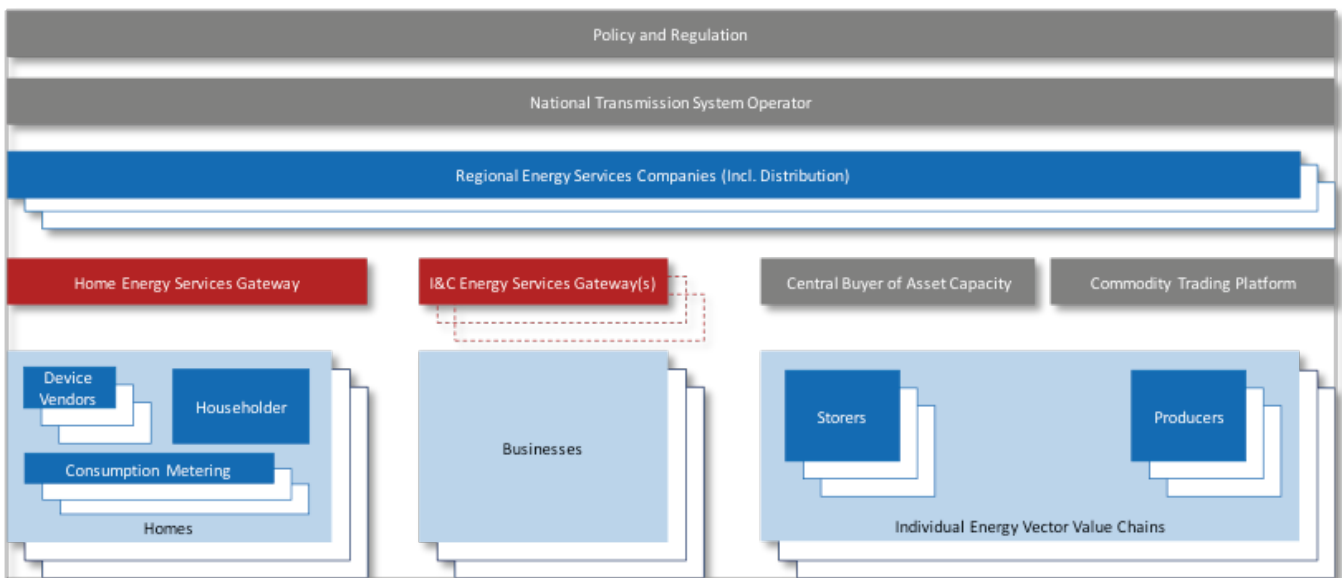 Policy and Regulation
National Transmission System Operator
Regional Energy Services Companies (Incl. Distribution)
Home Energy Services Gateway
I&C Energy Services Gateway(s)
Central Buyer of Asset Capacity
Commodity Trading Platform
Device
Vendors
Householder
Consumption Metering
Homes
Businesses
Storers
Producers
Individual Energy Vector Value Chains